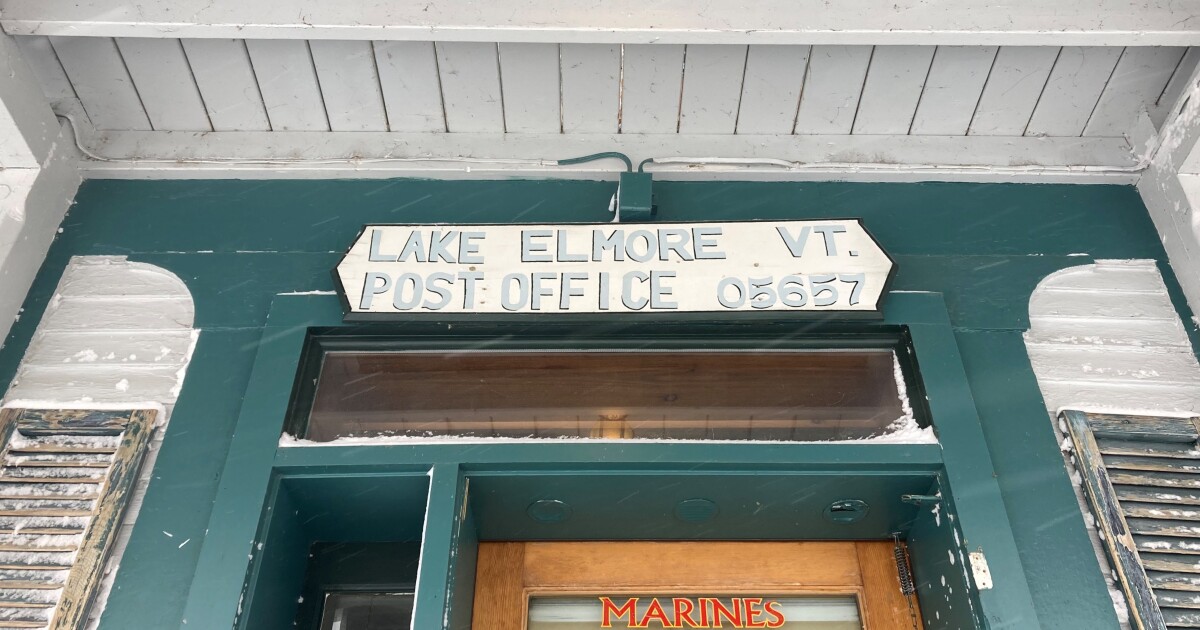 LAKE ELMORE VT.
POST OFFICE 05657
MARINES